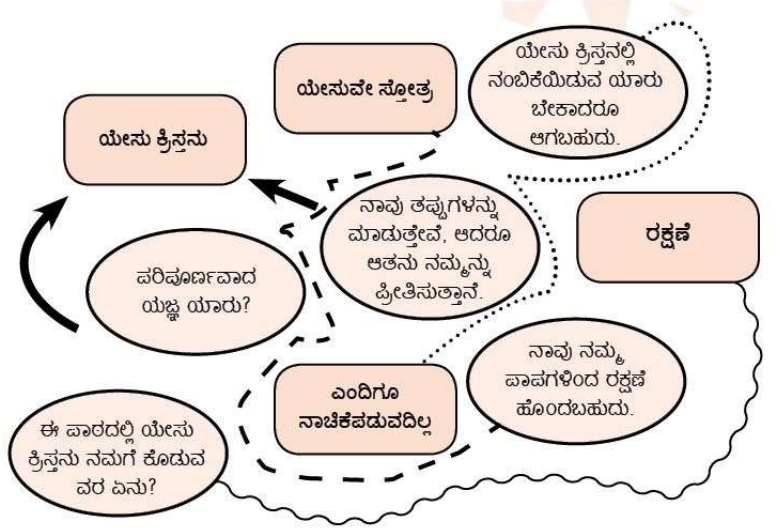 ಯೇಸು ಕ್ರಿಸ್ತನಲ್ಲಿ
ನಂಬಿಕೆಯಿಡುವ ಯಾರು
ಬೇಕಾದರೂ
ಆಗಬಹುದು.
ಯೇಸುವೇ ಸ್ತೋತ್ರ
ಯೇಸು ಕ್ರಿಸ್ತನು
ನಾವು ತಪ್ಪುಗಳನ್ನು
ಮಾಡುತ್ತೇವೆ, ಆದರೂ
ಆತನು ನಮ್ಮನ್ನು
ಪ್ರೀತಿಸುತ್ತಾನೆ.
ರಕ್ಷಣೆ
ಪರಿಪೂರ್ಣವಾದ
ಯಜ್ಞ ಯಾರು?
ನಾವು ನಮ್ಮ
ಪಾಪಗಳಿಂದ ರಕ್ಷಣೆ
ಹೊಂದಬಹುದು.
ಎಂದಿಗೂ
ನಾಚಿಕೆಪಡುವದಿಲ್ಲ
ಈ ಪಾಠದಲ್ಲಿ ಯೇಸು
ಕ್ರಿಸ್ತನು ನಮಗೆ ಕೊಡುವ
ವರ ಏನು?